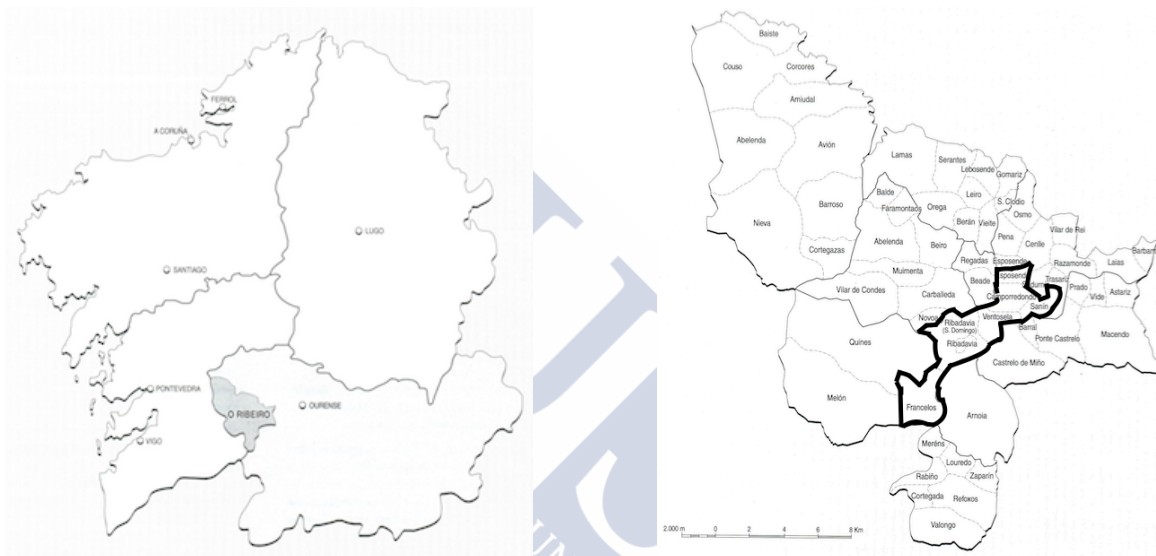 FERROL
A CORUÑA
LUGO
SANTIAGO
PONTEVEDRA
O RIBEIRO
OURENSE
VIGO
Baiste
Couso
Corcores
Amiudal
Abelenda
Avión
Lamas
Serantes
Lebosende
Gomariz
Balde
Leiro
S. Clodio
Nieva
Barroso
Faramontaos
Orega
Berán
Vieite
Osmo
Pena
Vilar de Rei
Cortegazas
Abelenda
Beiro
Cenlle
Regadas
Esposende
Razamonde
Laias
Muimenta
Beade
Trasariz
Prado
Astariz
Vilar de Condes
Carballeda
Camporredondo
Sanín
Vide
Ribadavia
(S. Domingo)
Ventosela
Barral
Macendo
Quines
Ribadavia
Ponte Castrelo
Castrelo de Miño
Melón
Francelos
Arnoia
Meréns
Louredo
Rabiño
Zaparín
Cortegada
Refoxos
Valongo
2.000 m 0 2 4 6 8 Km